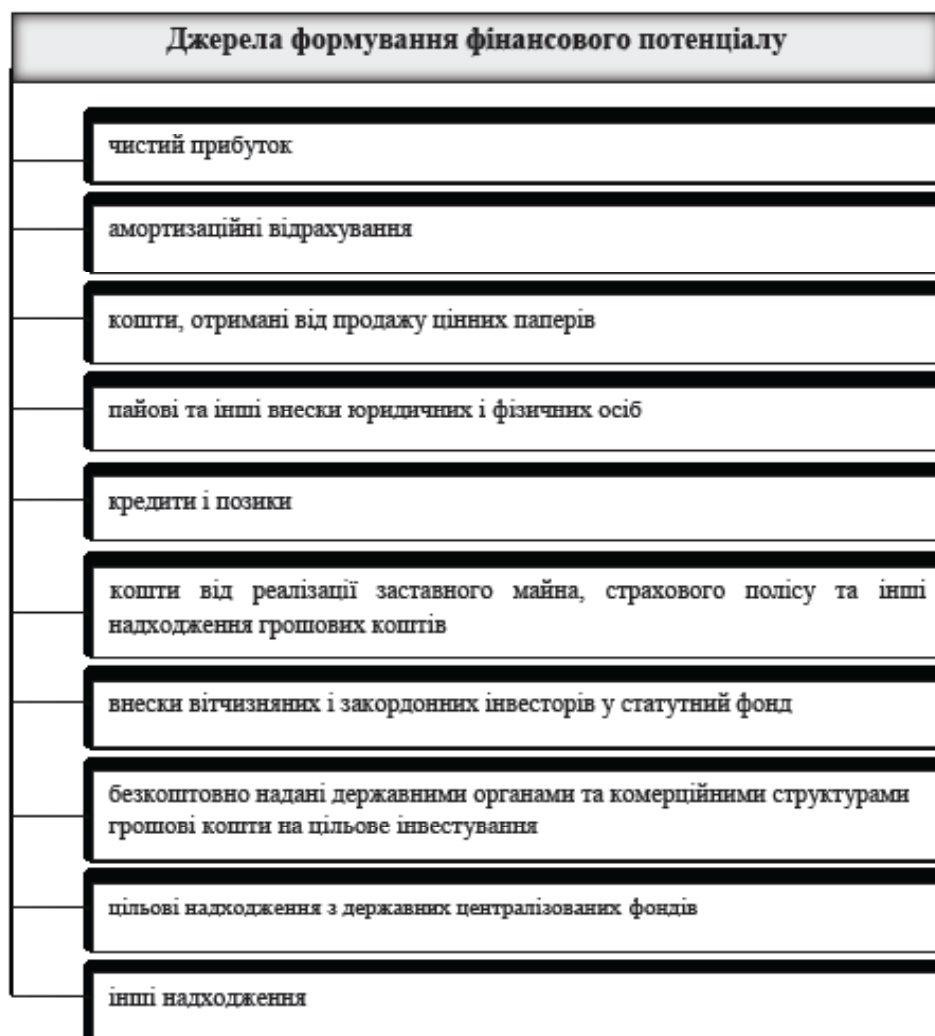 Джерела формування фінансового потенціалу
чистий прибуток
амортизаційні відрахування
кошти, отримані від продажу цінних паперів
пайові та інші внески юридичних і фізичних осіб
кредити і позики
кошти від реалізації заставного майна, страхового полісу та інші
надходження грошових коштів
внески вітчизняних і закордонних інвесторів у статутний фонд
безкоштовно надані державними органами та комерційними структурами
грошові кошти на цільове інвестування
цільові надходження з державних централізованих фондів
інші надходження